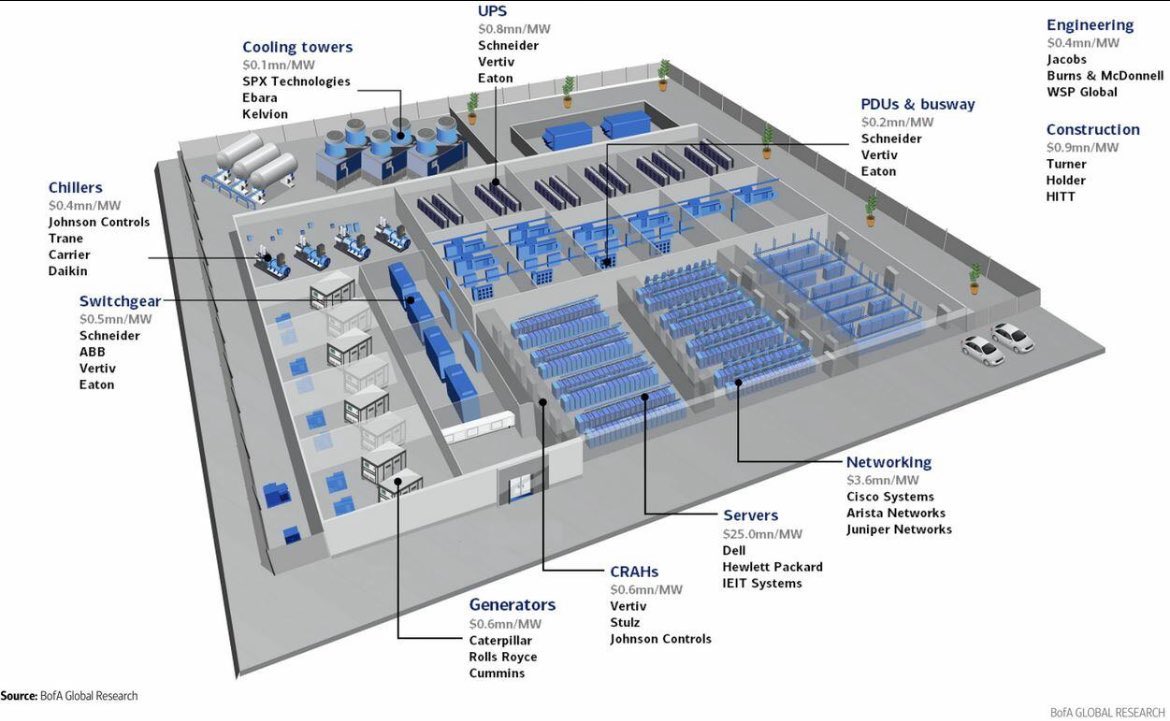 UPS
$0.8mn/MW
Schneider
Vertiv
Eaton
Engineering
$0.4mn/MW
Jacobs
Burns & McDonnell
WSP Global
Cooling towers
$0.1mn/MW
SPX Technologies
Ebara
Kelvion
PDUs & busway
$0.2mn/MW
Schneider
Vertiv
Eaton
Construction
$0.9mn/MW
Turner
Holder
HITT
Chillers
$0.4mn/MW
Johnson Controls
Trane
Carrier
Daikin
Switchgear
$0.5mn/MW
Schneider
ABB
Vertiv
Eaton
Networking
$3.6mn/MW
Cisco Systems
Arista Networks
Juniper Networks
Servers
$25.0mn/MW
Dell
Hewlett Packard
IEIT Systems
CRAHs
$0.6mn/MW
Vertiv
Stulz
Johnson Controls
Generators
$0.6mn/MW
Caterpillar
Rolls Royce
Cummins
Source: BofA Global Research
BofA GLOBAL RESEARCH